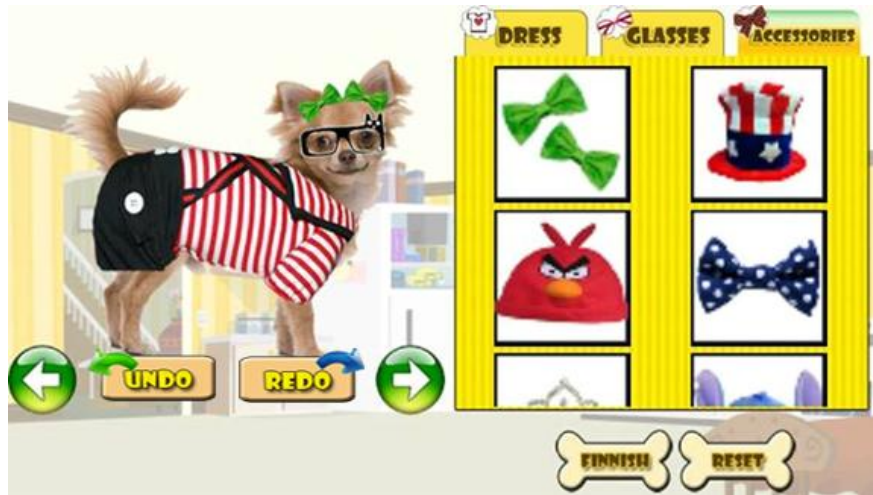 DRESS
GLASSES
ACCESSORIES
UNDO
REDO
FINNISH
RESET